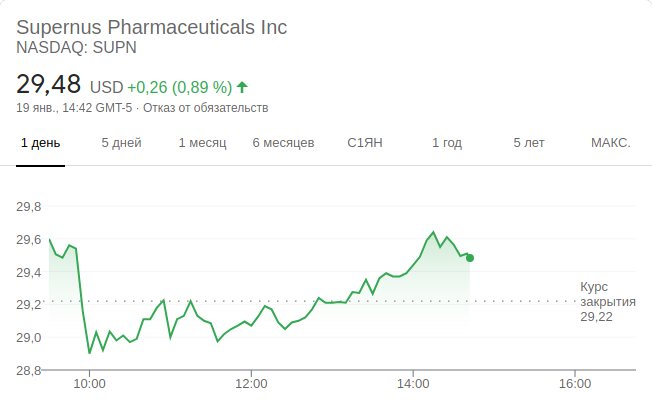 Supernus Pharmaceuticals Inc
NASDAQ: SUPN
29,48 USD +0,26 (0,89 %)
19 янв., 14:42 GMT-5 · Отказ от обязательств
1 день 5 дней 1 месяц 6 месяцев С1ЯН 1 год 5 лет МАКС.
29,8
29,6
29,4
29,2
29,0
28,8
Курс
закрытия
29,22
10:00 12:00 14:00 16:00